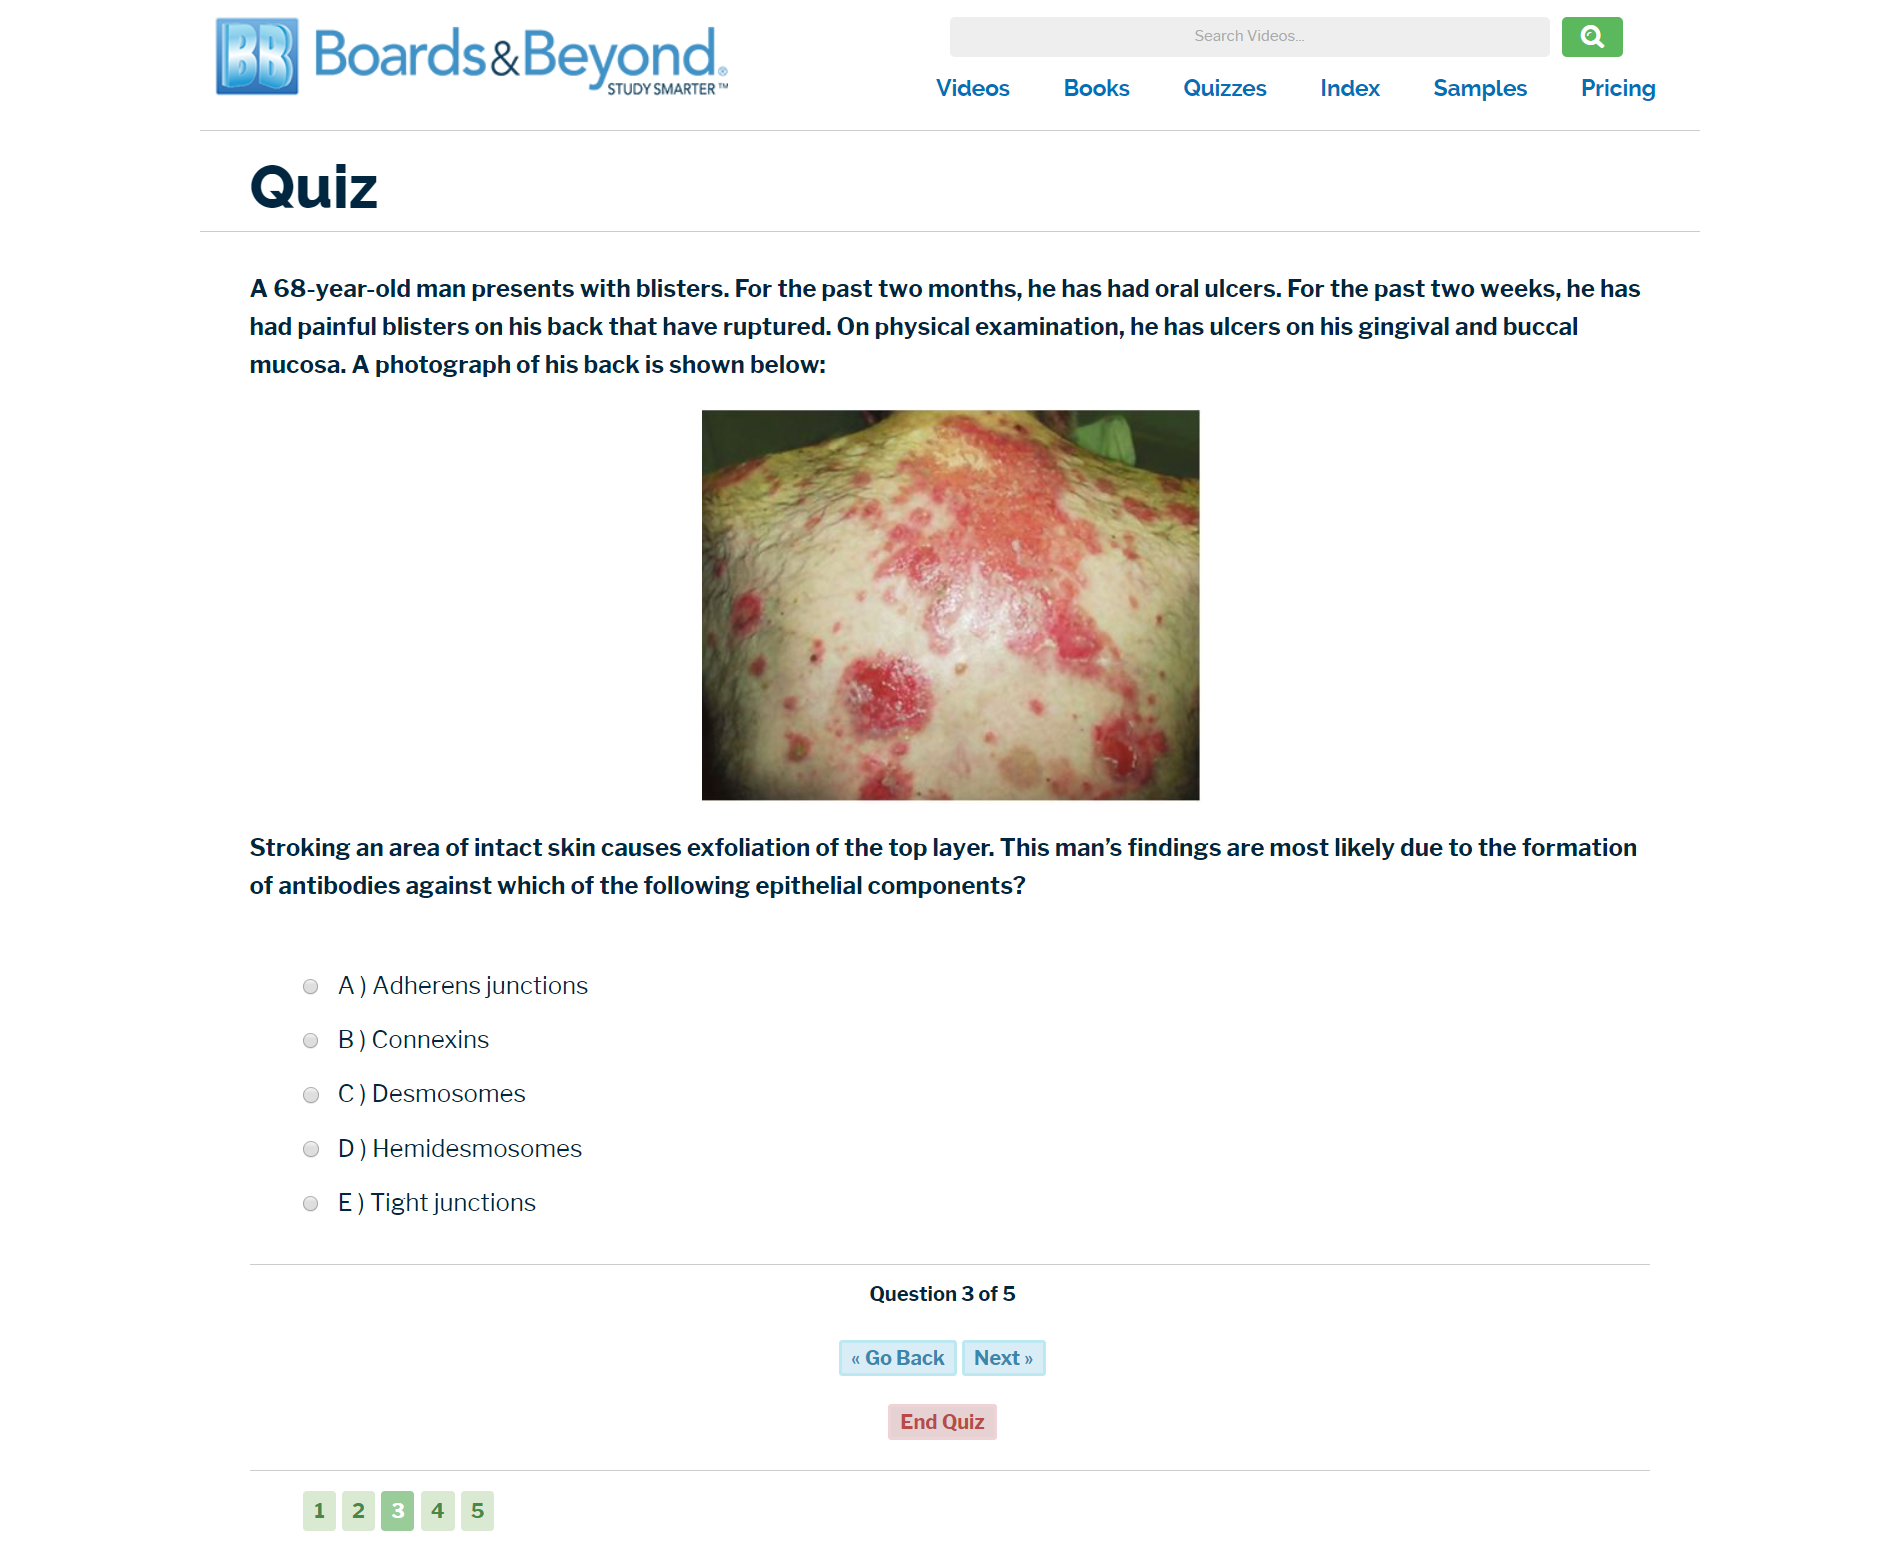 BB Boards&Beyond®
STUDY SMARTER™
Search Videos...
Videos Books Quizzes Index Samples Pricing
Quiz
A 68-year-old man presents with blisters. For the past two months, he has had oral ulcers. For the past two weeks, he has
had painful blisters on his back that have ruptured. On physical examination, he has ulcers on his gingival and buccal
mucosa. A photograph of his back is shown below:
Stroking an area of intact skin causes exfoliation of the top layer. This man’s findings are most likely due to the formation
of antibodies against which of the following epithelial components?
A ) Adherens junctions
B ) Connexins
C ) Desmosomes
D ) Hemidesmosomes
E ) Tight junctions
Question 3 of 5
« Go Back Next »
End Quiz
1 2 3 4 5